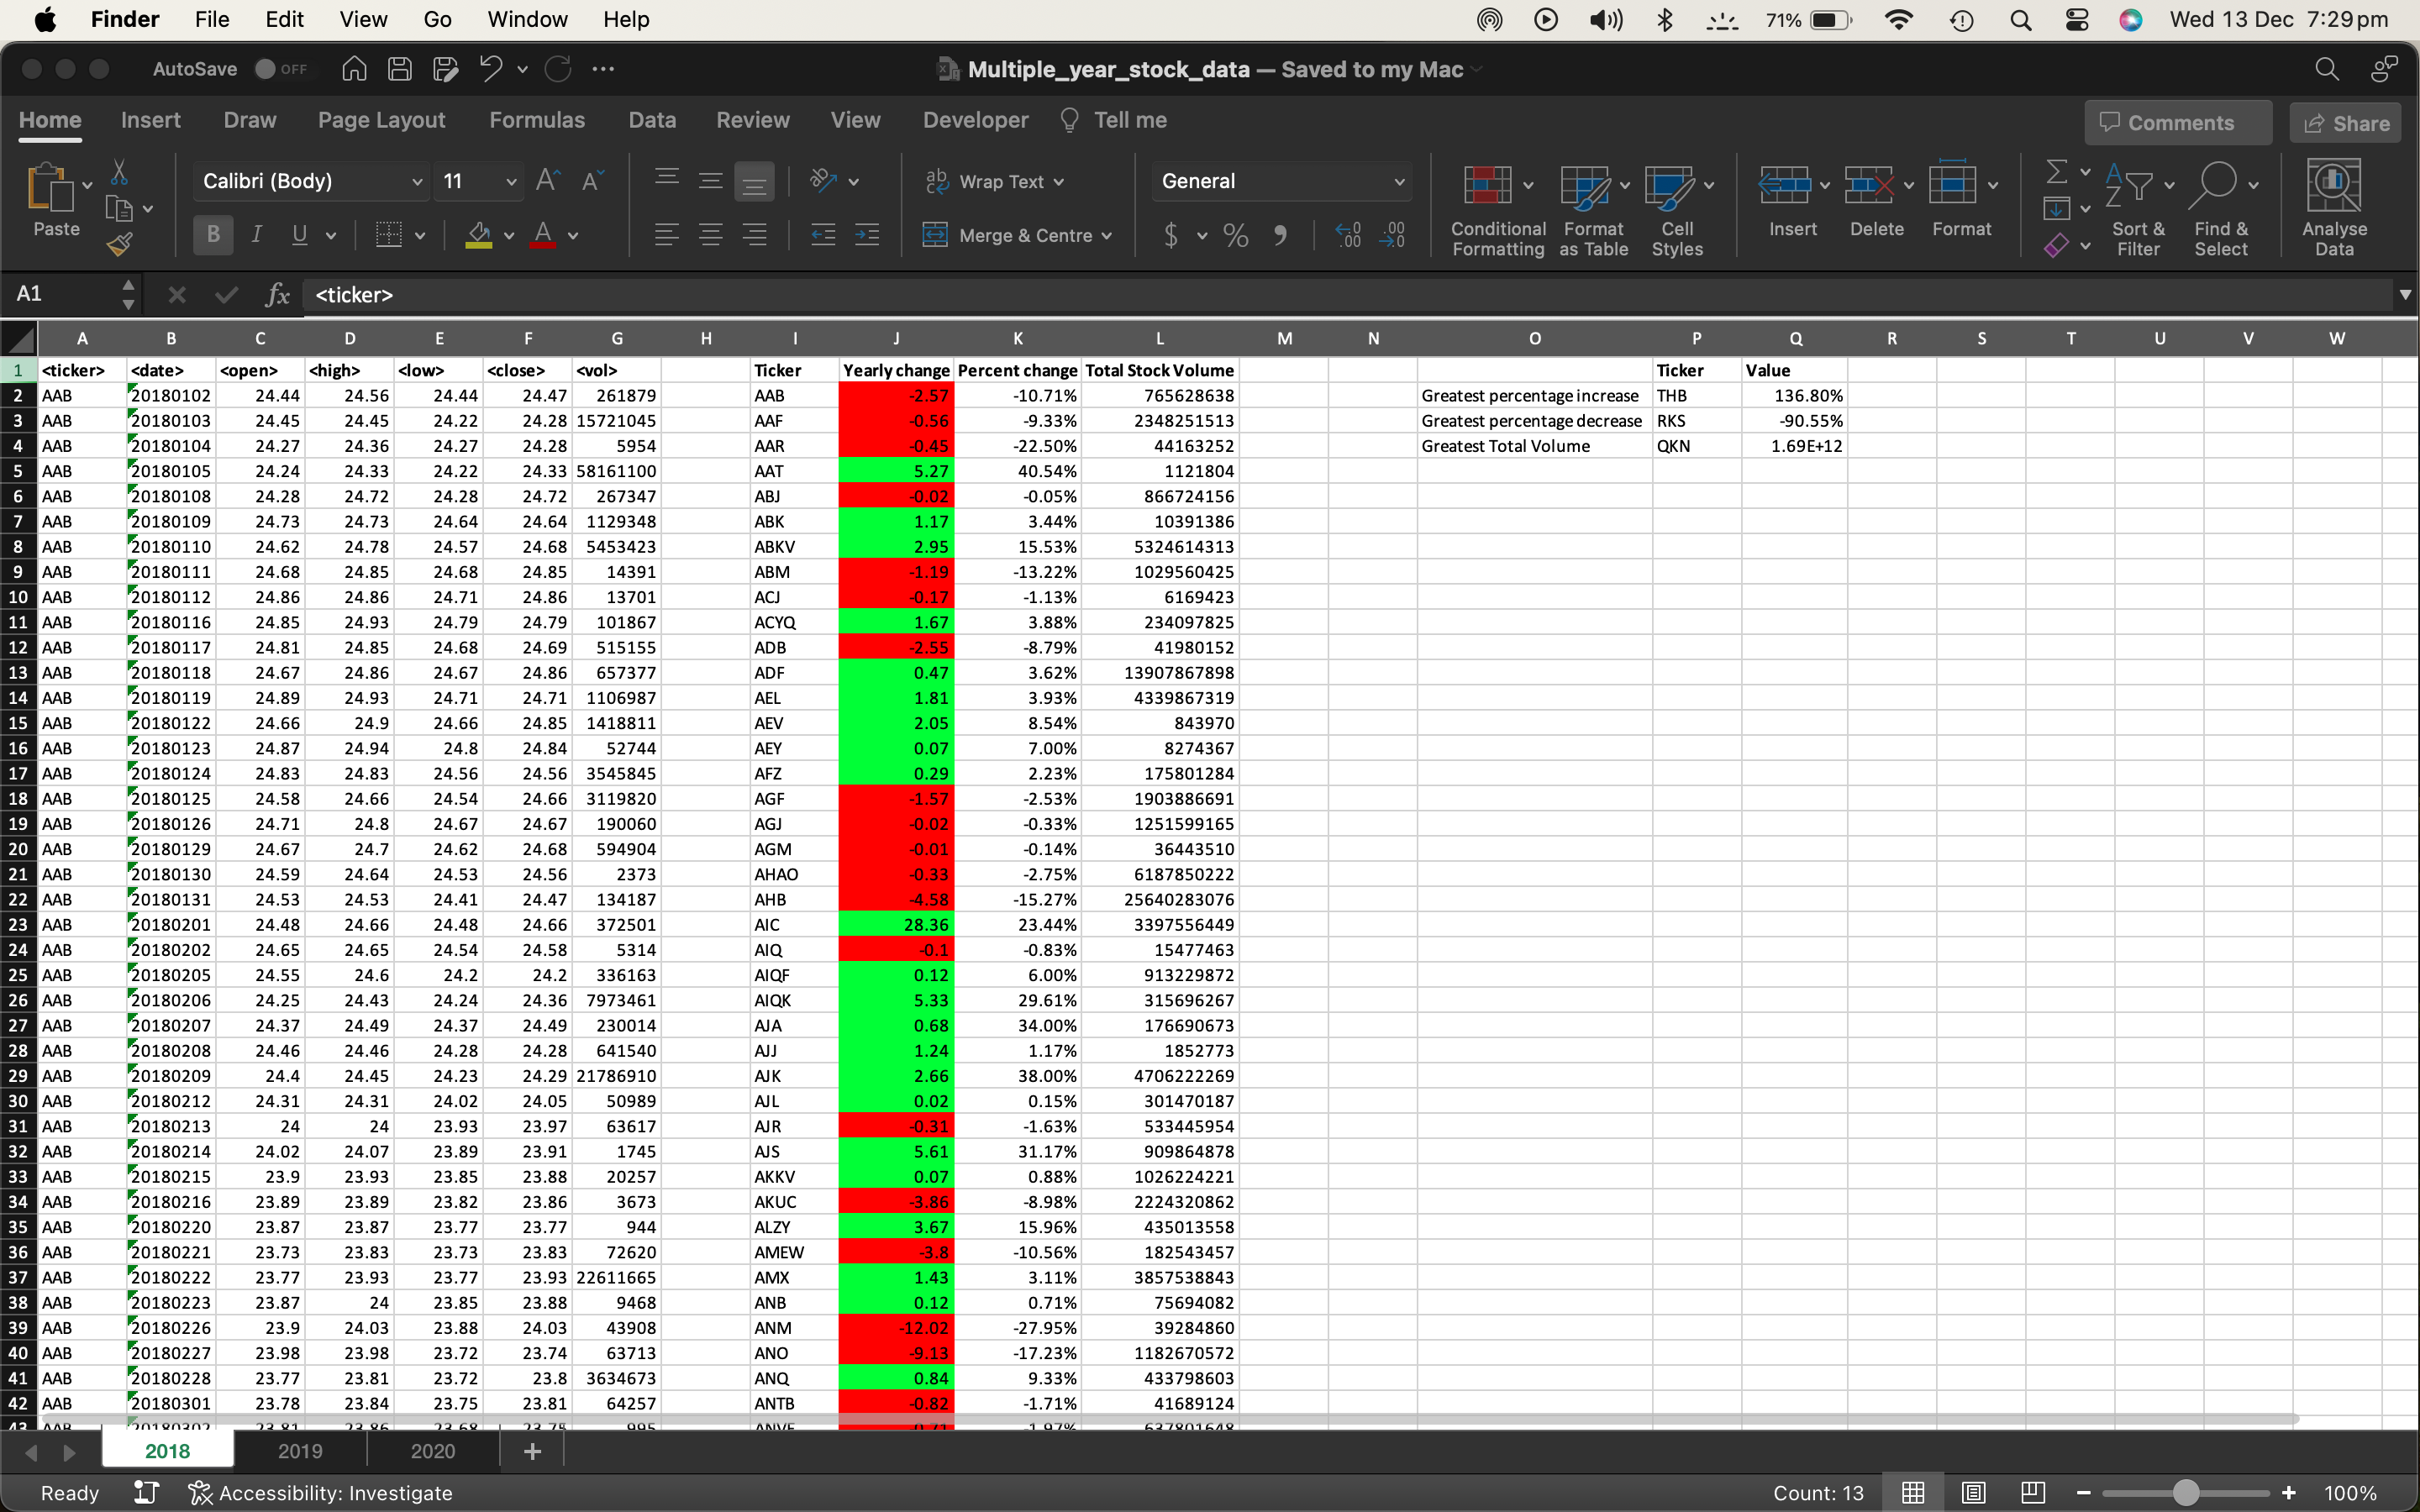 Finder File Edit View Go Window Help 71% Wed 13 Dec 7:29 pm
AutoSave OFF Multiple_year_stock_data — Saved to my Mac
Home Insert Draw Page Layout Formulas Data Review View Developer Tell me Comments Share
Paste Calibri (Body) 11 Wrap Text General
B I U Merge & Centre $ % Conditional Formatting Format as Table Cell Styles Insert Delete Format Sort & Filter Find & Select Analyse Data
A1 fx <ticker>
A B C D E F G H I J K L M N O P Q R S T U V W
1 <ticker> <date> <open> <high> <low> <close> <vol> Ticker Yearly change Percent change Total Stock Volume Ticker Value
2 AAB 20180102 24.44 24.56 24.44 24.47 261879 AAB -2.57 -10.71% 765628638 Greatest percentage increase THB 136.80%
3 AAB 20180103 24.45 24.45 24.22 24.28 15721045 AAF -0.56 -9.33% 2348251513 Greatest percentage decrease RKS -90.55%
4 AAB 20180104 24.27 24.36 24.27 24.28 5954 AAR -0.45 -22.50% 44163252 Greatest Total Volume QKN 1.69E+12
5 AAB 20180105 24.24 24.33 24.22 24.33 58161100 AAT 5.27 40.54% 1121804
6 AAB 20180108 24.28 24.72 24.28 24.72 267347 ABJ -0.02 -0.05% 866724156
7 AAB 20180109 24.73 24.73 24.64 24.64 1129348 ABK 1.17 3.44% 10391386
8 AAB 20180110 24.62 24.78 24.57 24.68 5453423 ABKV 2.95 15.53% 5324614313
9 AAB 20180111 24.68 24.85 24.68 24.85 14391 ABM -1.19 -13.22% 1029560425
10 AAB 20180112 24.86 24.86 24.71 24.86 13701 ACJ -0.17 -1.13% 6169423
11 AAB 20180116 24.85 24.93 24.79 24.79 101867 ACYQ 1.67 3.88% 234097825
12 AAB 20180117 24.81 24.85 24.68 24.69 515155 ADB -2.55 -8.79% 41980152
13 AAB 20180118 24.67 24.86 24.67 24.86 657377 ADF 0.47 3.62% 13907867898
14 AAB 20180119 24.89 24.93 24.71 24.71 1106987 AEL 1.81 3.93% 4339867319
15 AAB 20180122 24.66 24.9 24.66 24.85 1418811 AEV 2.05 8.54% 843970
16 AAB 20180123 24.87 24.94 24.8 24.84 52744 AEY 0.07 7.00% 8274367
17 AAB 20180124 24.83 24.83 24.56 24.56 3545845 AFZ 0.29 2.23% 175801284
18 AAB 20180125 24.58 24.66 24.54 24.66 3119820 AGF -1.57 -2.53% 1903886691
19 AAB 20180126 24.71 24.8 24.67 24.67 190060 AGJ -0.02 -0.33% 1251599165
20 AAB 20180129 24.67 24.7 24.62 24.68 594904 AGM -0.01 -0.14% 36443510
21 AAB 20180130 24.59 24.64 24.53 24.56 2373 AHAO -0.33 -2.75% 6187850222
22 AAB 20180131 24.53 24.53 24.41 24.47 134187 AHB -4.58 -15.27% 25640283076
23 AAB 20180201 24.48 24.66 24.48 24.66 372501 AIC 28.36 23.44% 3397556449
24 AAB 20180202 24.65 24.65 24.54 24.58 5314 AIQ -0.1 -0.83% 15477463
25 AAB 20180205 24.55 24.6 24.2 24.2 336163 AIQF 0.12 6.00% 913229872
26 AAB 20180206 24.25 24.43 24.24 24.36 7973461 AIQK 5.33 29.61% 315696267
27 AAB 20180207 24.37 24.49 24.37 24.49 230014 AJA 0.68 34.00% 176690673
28 AAB 20180208 24.46 24.46 24.28 24.28 641540 AJJ 1.24 1.17% 1852773
29 AAB 20180209 24.4 24.45 24.23 24.29 21786910 AJK 2.66 38.00% 4706222269
30 AAB 20180212 24.31 24.31 24.02 24.05 50989 AJL 0.02 0.15% 301470187
31 AAB 20180213 24 24 23.93 23.97 63617 AJR -0.31 -1.63% 533445954
32 AAB 20180214 24.02 24.07 23.89 23.91 1745 AJS 5.61 31.17% 909864878
33 AAB 20180215 23.9 23.93 23.85 23.88 20257 AKKV 0.07 0.88% 1026224221
34 AAB 20180216 23.89 23.89 23.82 23.86 3673 AKUC -3.86 -8.98% 2224320862
35 AAB 20180220 23.87 23.87 23.77 23.77 944 ALZY 3.67 15.96% 435013558
36 AAB 20180221 23.73 23.83 23.73 23.83 72620 AMEW -3.8 -10.56% 182543457
37 AAB 20180222 23.77 23.93 23.77 23.93 22611665 AMX 1.43 3.11% 3857538843
38 AAB 20180223 23.87 24 23.85 23.88 9468 ANB 0.12 0.71% 75694082
39 AAB 20180226 23.9 24.03 23.88 24.03 43908 ANM -12.02 -27.95% 39284860
40 AAB 20180227 23.98 23.98 23.72 23.74 63713 ANO -9.13 -17.23% 1182670572
41 AAB 20180228 23.77 23.81 23.72 23.8 3634673 ANQ 0.84 9.33% 433798603
42 AAB 20180301 23.78 23.84 23.75 23.81 64257 ANTB -0.82 -1.71% 41689124
2018 2019 2020 +
Ready Accessibility: Investigate Count: 13 100%